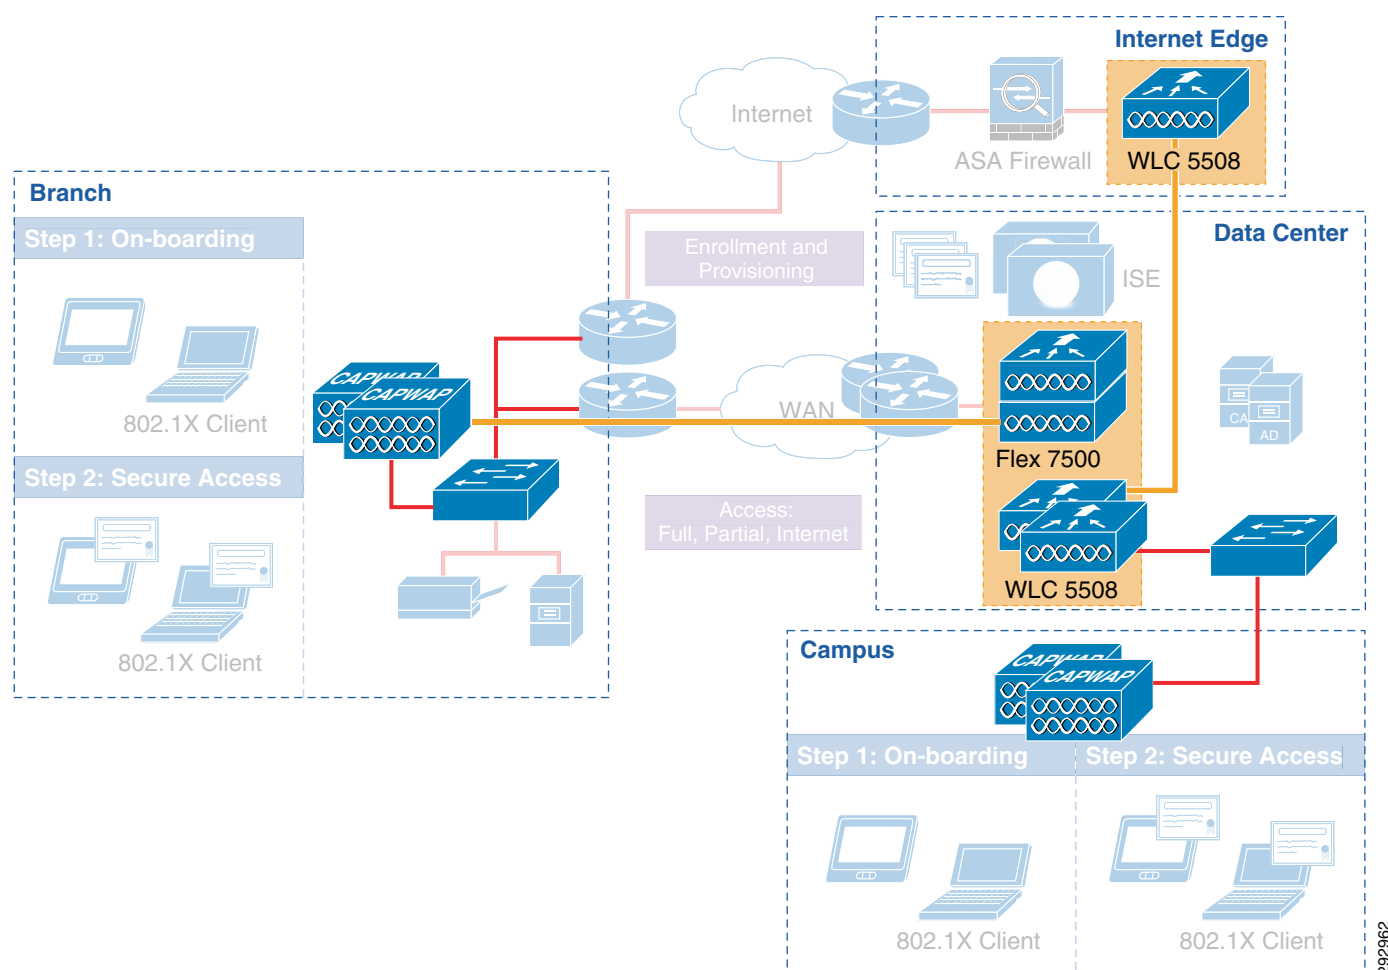 Internet Edge
Internet
ASA Firewall
WLC 5508
Branch
Step 1: On-boarding
802.1X Client
Step 2: Secure Access
802.1X Client
CAPWAP
CAPWAP
Enrollment and
Provisioning
WAN
Access:
Full, Partial, Internet
Data Center
ISE
Flex 7500
CA
AD
WLC 5508
Campus
CAPWAP
CAPWAP
Step 1: On-boarding
Step 2: Secure Access
802.1X Client
802.1X Client
292962